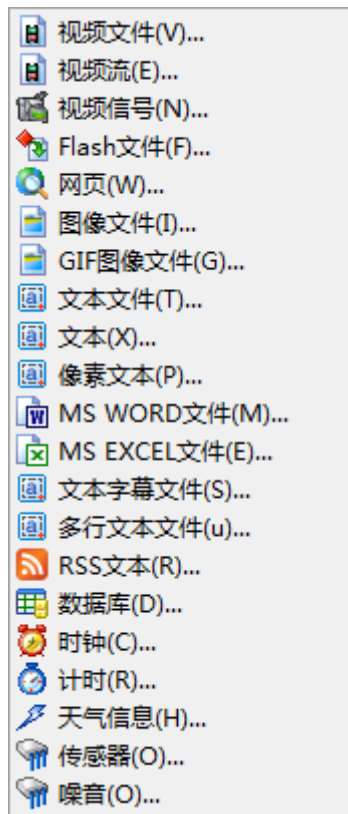 视频文件(V)...
视频流(E)...
视频信号(N)...
Flash文件(F)...
网页(W)...
图像文件(I)...
GIF图像文件(G)...
文本文件(T)...
文本(X)...
像素文本(P)...
MS WORD文件(M)...
MS EXCEL文件(E)...
文本字幕文件(S)...
多行文本文件(u)...
RSS文本(R)...
数据库(D)...
时钟(C)...
计时(R)...
天气信息(H)...
传感器(O)...
噪音(O)...